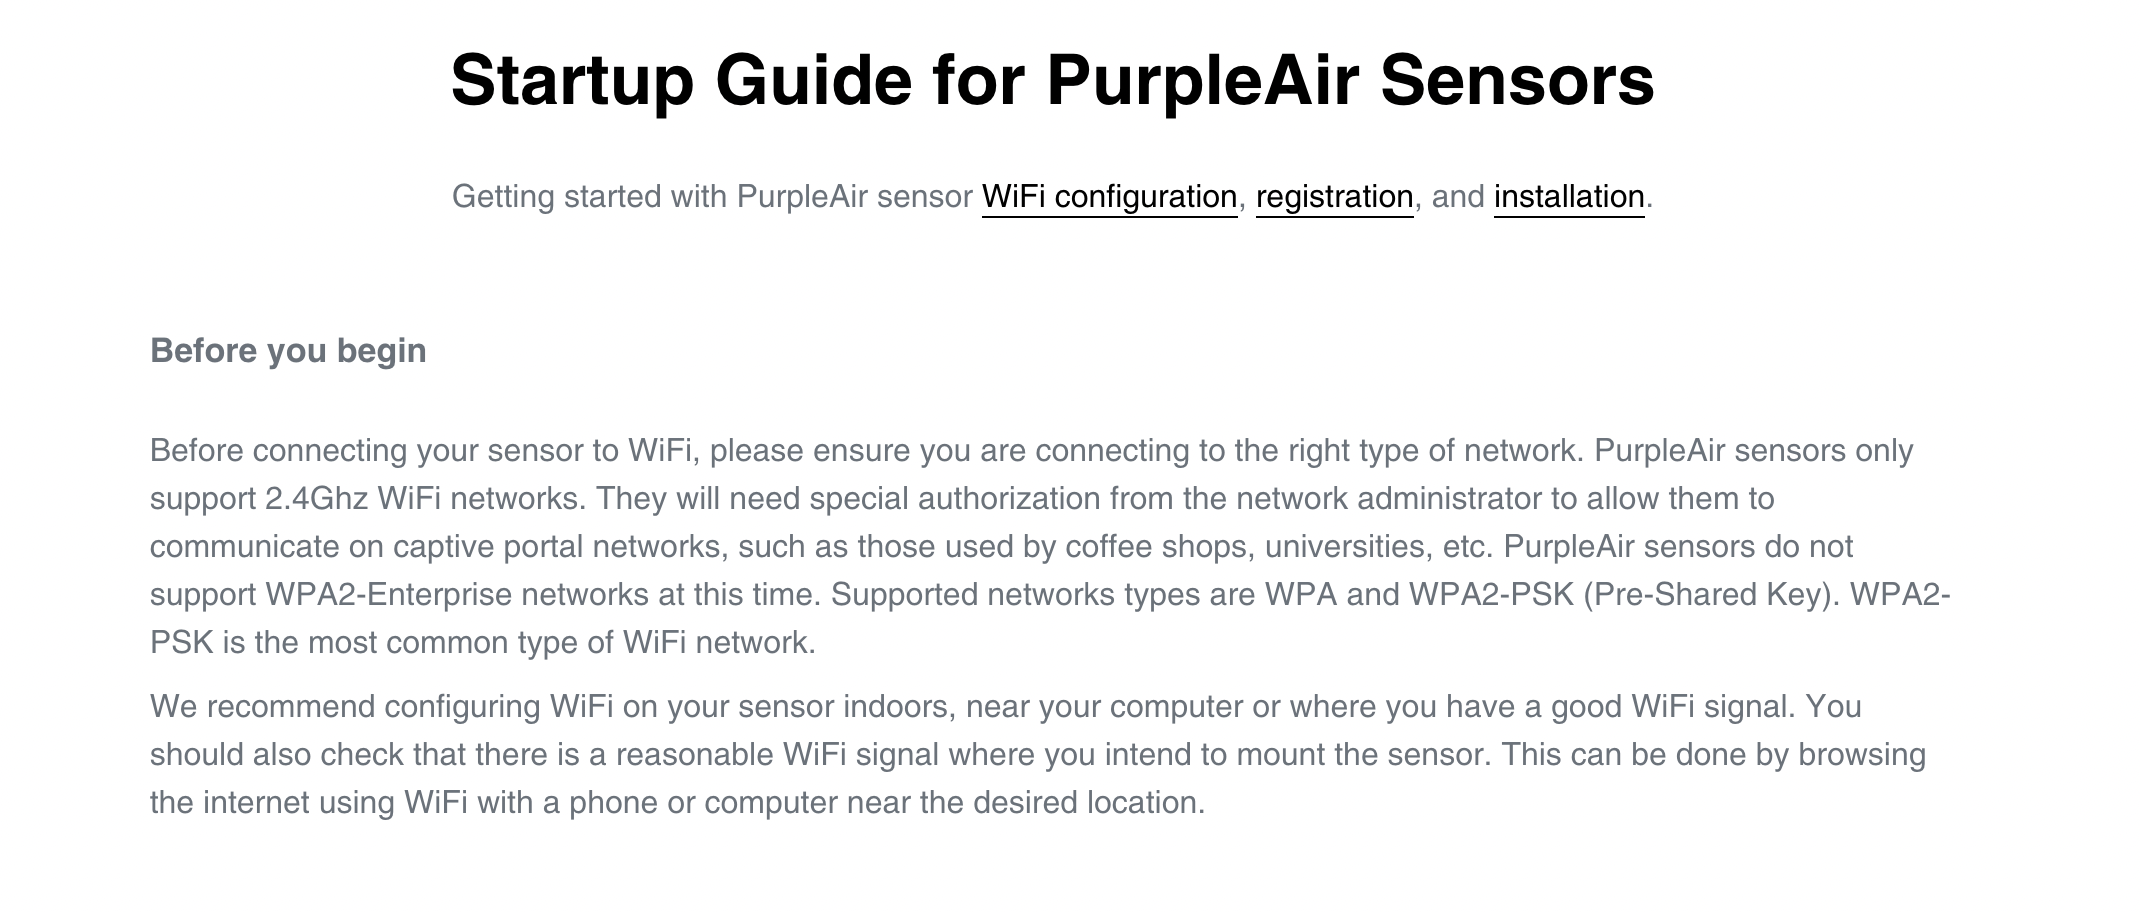 Startup Guide for PurpleAir Sensors
Getting started with PurpleAir sensor WiFi configuration, registration, and installation.
Before you begin
Before connecting your sensor to WiFi, please ensure you are connecting to the right type of network. PurpleAir sensors only
support 2.4Ghz WiFi networks. They will need special authorization from the network administrator to allow them to
communicate on captive portal networks, such as those used by coffee shops, universities, etc. PurpleAir sensors do not
support WPA2-Enterprise networks at this time. Supported networks types are WPA and WPA2-PSK (Pre-Shared Key). WPA2-
PSK is the most common type of WiFi network.
We recommend configuring WiFi on your sensor indoors, near your computer or where you have a good WiFi signal. You
should also check that there is a reasonable WiFi signal where you intend to mount the sensor. This can be done by browsing
the internet using WiFi with a phone or computer near the desired location.